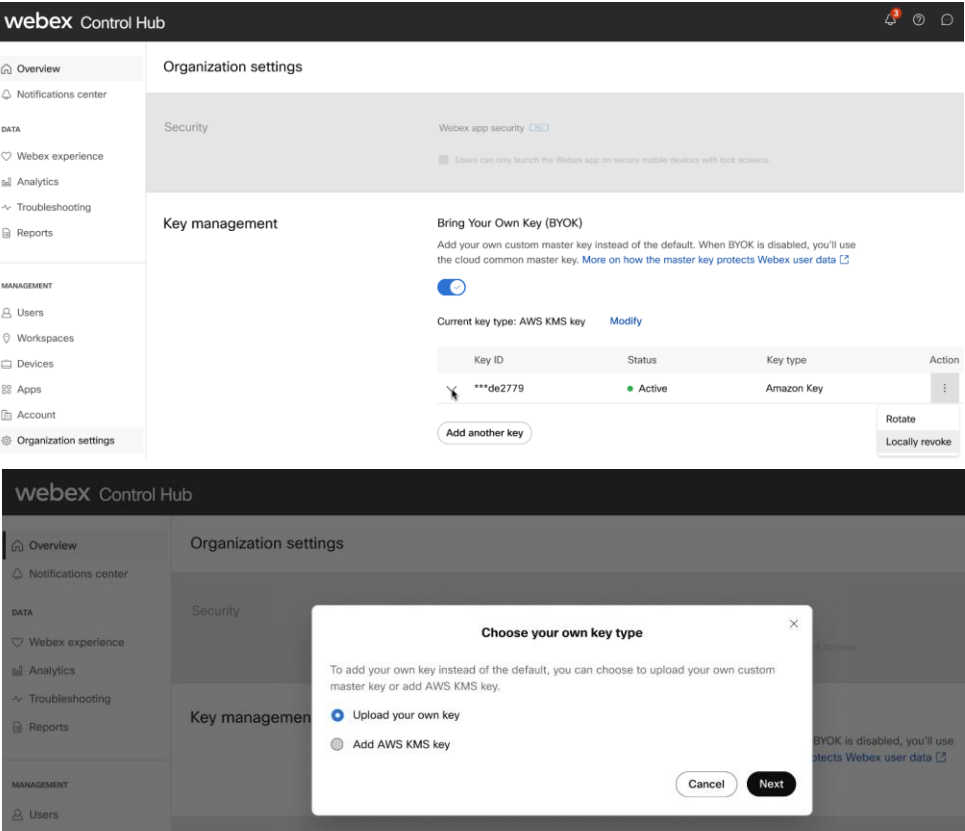 webex Control Hub
3
Overview
Notifications center
DATA
Webex experience
Analytics
Troubleshooting
Reports
MANAGEMENT
Users
Workspaces
Devices
Apps
Account
Organization settings
Organization settings
Security
Webex app security Pro
Users can only launch the Webex app on secure mobile devices with lock screens.
Key management
Bring Your Own Key (BYOK)
Add your own custom master key instead of the default. When BYOK is disabled, you'll use
the cloud common master key. More on how the master key protects Webex user data
Current key type: AWS KMS key Modify
Key ID Status Key type Action
***de2779 Active Amazon Key
Rotate
Locally revoke
Add another key
webex Control Hub
Overview
Notifications center
DATA
Webex experience
Analytics
Troubleshooting
Reports
MANAGEMENT
Users
Organization settings
Security
screens.
Key managemen
BYOK is disabled, you'll use
otects Webex user data
Choose your own key type
To add your own key instead of the default, you can choose to upload your own custom
master key or add AWS KMS key.
Upload your own key
Add AWS KMS key
Cancel Next